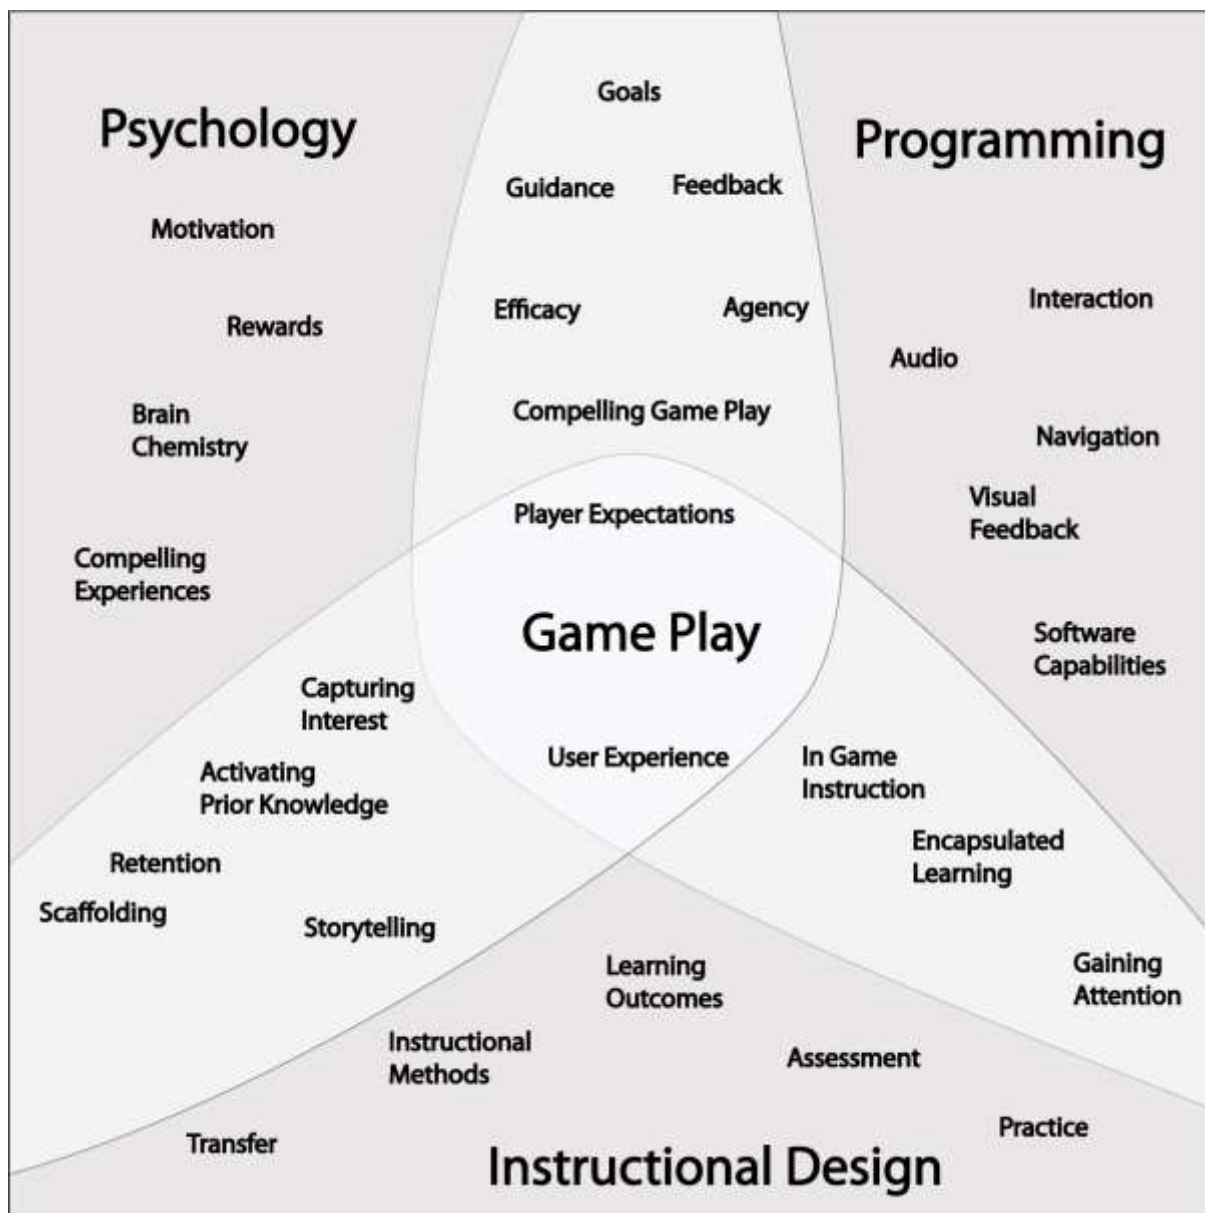 Goals
Psychology
Programming
Guidance
Feedback
Motivation
Interaction
Efficacy
Agency
Rewards
Audio
Compelling Game Play
Brain
Chemistry
Navigation
Visual
Feedback
Player Expectations
Compelling
Experiences
Game Play
Software
Capabilities
Capturing
Interest
User Experience
In Game
Instruction
Activating
Prior Knowledge
Encapsulated
Learning
Retention
Scaffolding
Storytelling
Learning
Outcomes
Gaining
Attention
Instructional
Methods
Assessment
Practice
Transfer
Instructional Design